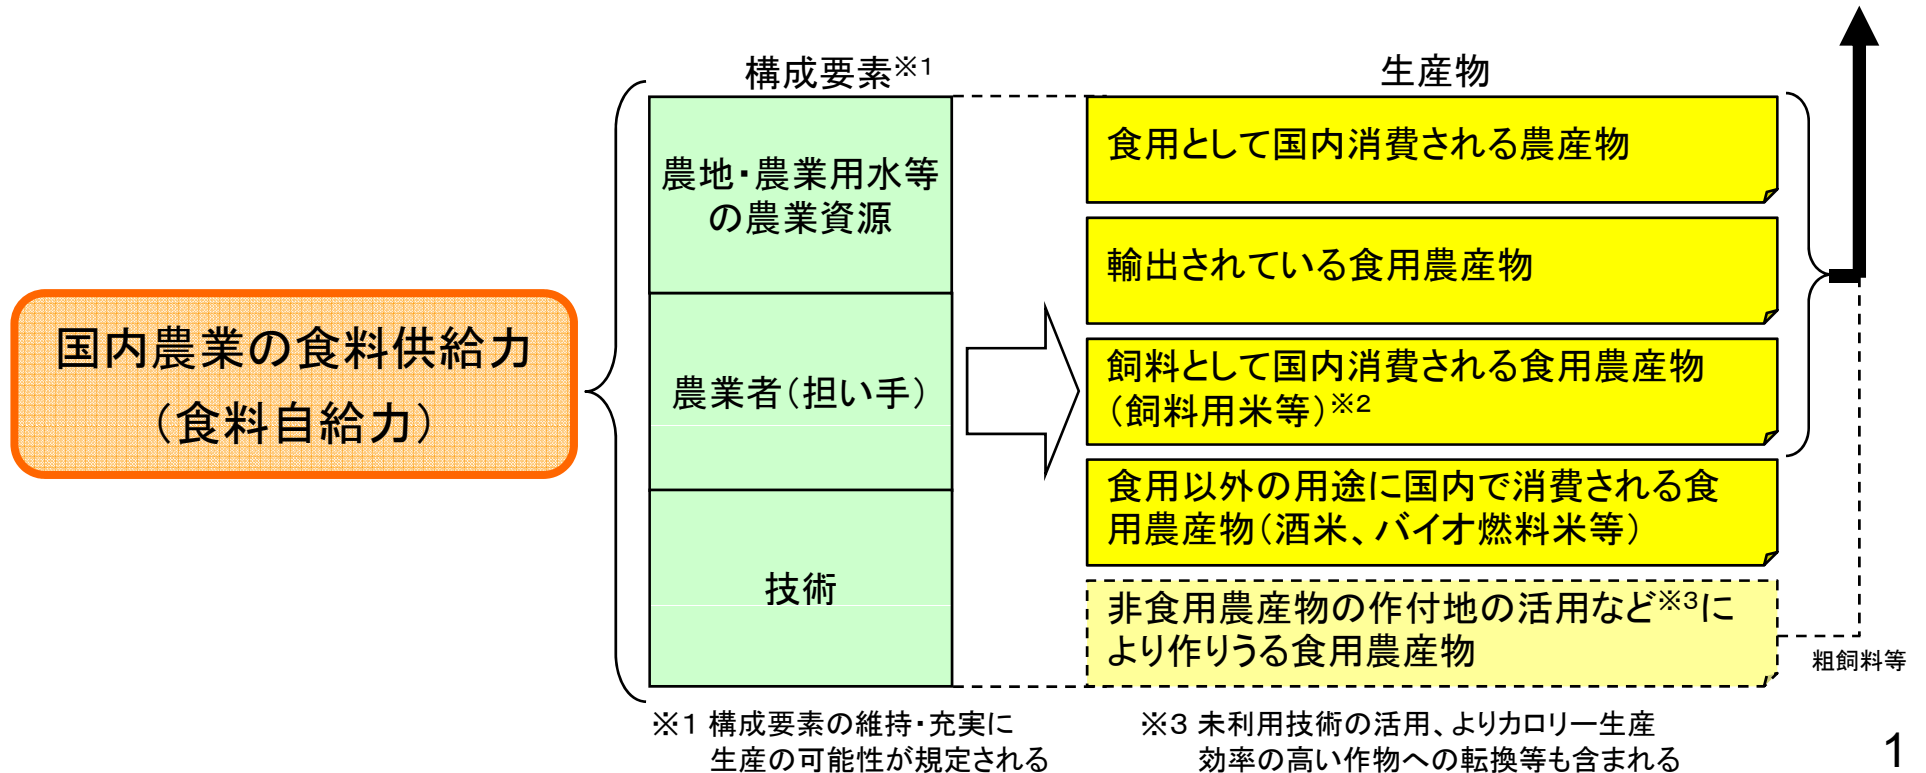 国内農業の食料供給力
（食料自給力）
構成要素※1
農地・農業用水等
の農業資源
農業者（担い手）
技術
※1 構成要素の維持・充実に
生産の可能性が規定される
生産物
食用として国内消費される農産物
輸出されている食用農産物
飼料として国内消費される食用農産物
（飼料用米等）※2
食用以外の用途に国内で消費される食
用農産物（酒米、バイオ燃料米等）
非食用農産物の作付地の活用など※3に
より作りうる食用農産物
粗飼料等
※3 未利用技術の活用、よりカロリー生産
効率の高い作物への転換等も含まれる
1